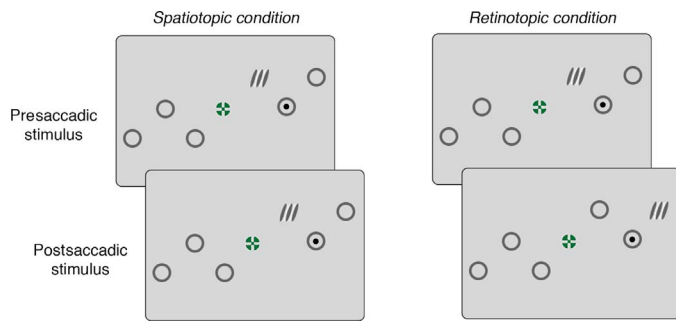 Spatiotopic condition
Retinotopic condition
Presaccadic
stimulus
Postsaccadic
stimulus